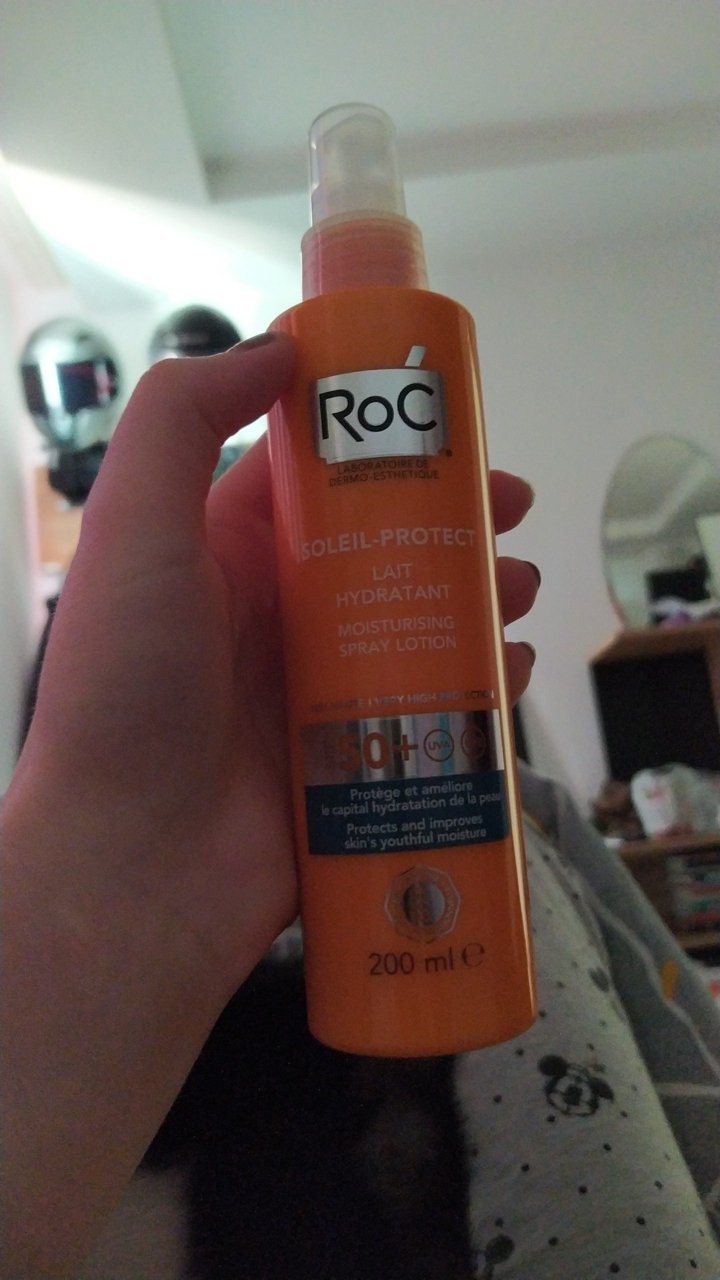 RoC
LABORATOIRE DE
DERMO-ESTHETIQUE
SOLEIL-PROTECT
LAIT
HYDRATANT
MOISTURISING
SPRAY LOTION
VERY HIGH PROTECTION
50+ UVA
Protège et améliore
le capital hydratation de la peau
Protects and improves
skin's youthful moisture
200 ml e